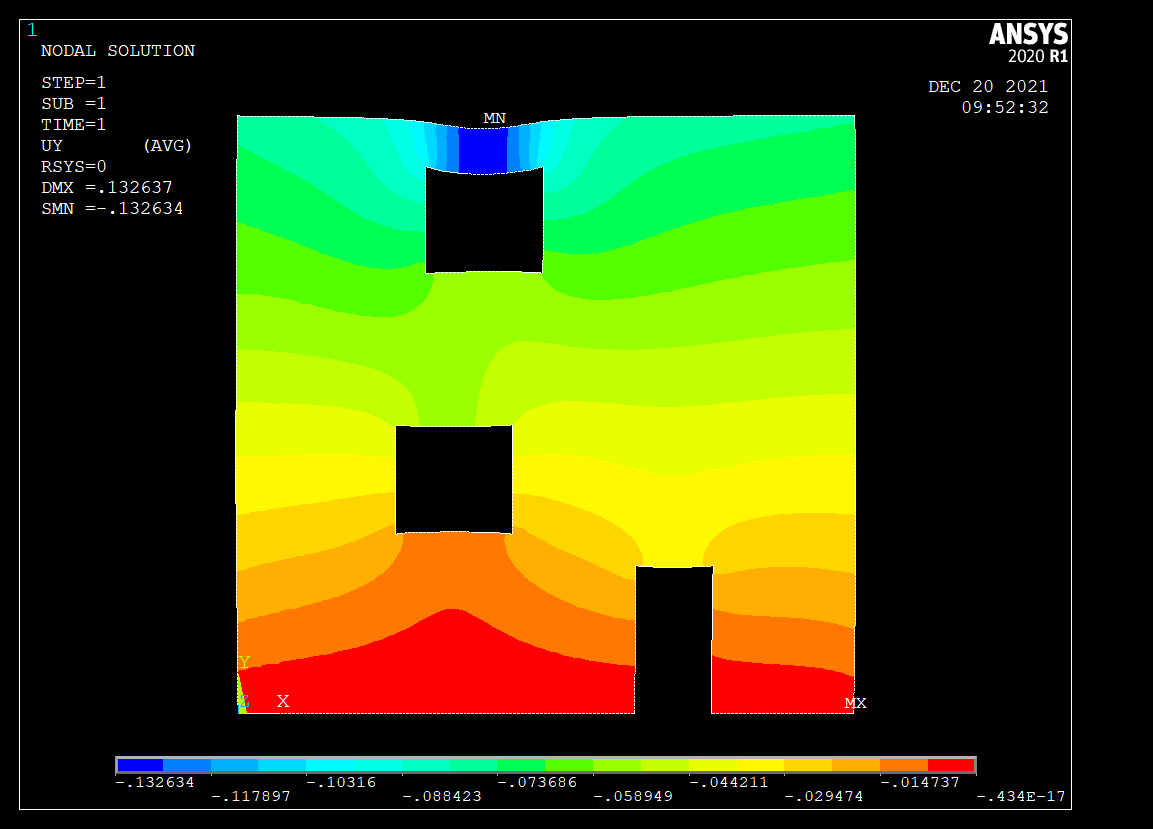 1
ANSYS
2020 R1
NODAL SOLUTION
STEP=1
SUB =1
TIME=1
UY (AVG)
RSYS=0
DMX =.132637
SMN =-.132634
DEC 20 2021
09:52:32
MN
Y
Z X
MX
-.132634 -.10316 -.073686 -.044211 -.014737
-.117897 -.088423 -.058949 -.029474 -.434E-17